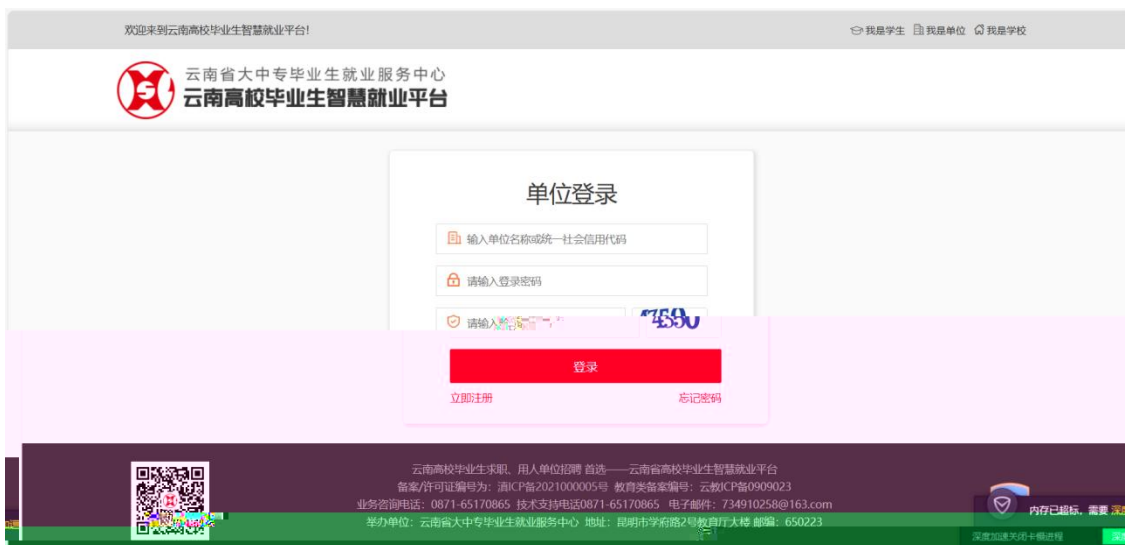 欢迎来到云南高校毕业生智慧就业平台!
我是学生 我是单位 我是学校
云南省大中专毕业生就业服务中心
云南高校毕业生智慧就业平台
单位登录
输入单位名称或统一社会信用代码
请输入登录密码
请输入
登录
立即注册 忘记密码
云南高校毕业生求职、用人单位招聘 首选——云南省高校毕业生智慧就业平台
备案/许可证编号为：滇ICP备2021000005号 教育类备案编号：云教ICP备0909023
业务咨询电话：0871-65170865 技术支持电话0871-65170865 电子邮件：734910258@163.com
举办单位：云南省大中专毕业生就业服务中心 地址：昆明市学府路2号教育厅大楼 邮编：650223
内存已超标，需要
深度加速关闭卡慢进程